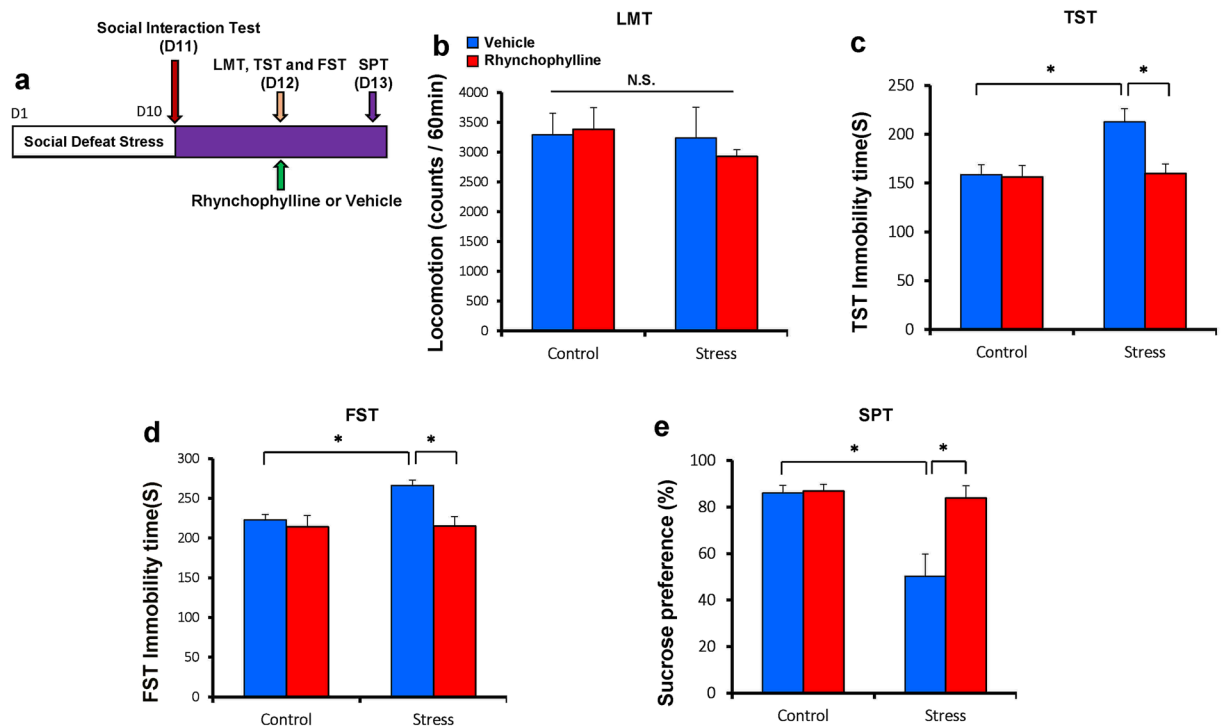 a
Social Interaction Test
(D11)
LMT, TST and FST
(D12)
SPT
(D13)
D1
D10
Social Defeat Stress
Rhynchophylline or Vehicle
b
LMT
Vehicle
Rhynchophylline
N.S.
Locomotion (counts / 60min)
4000
3500
3000
2500
2000
1500
1000
500
0
Control
Stress
c
TST
*
*
TST Immobility time(S)
250
200
150
100
50
0
Control
Stress
d
FST
*
*
FST Immobility time(S)
300
250
200
150
100
50
0
Control
Stress
e
SPT
*
*
Sucrose preference (%)
100
80
60
40
20
0
Control
Stress